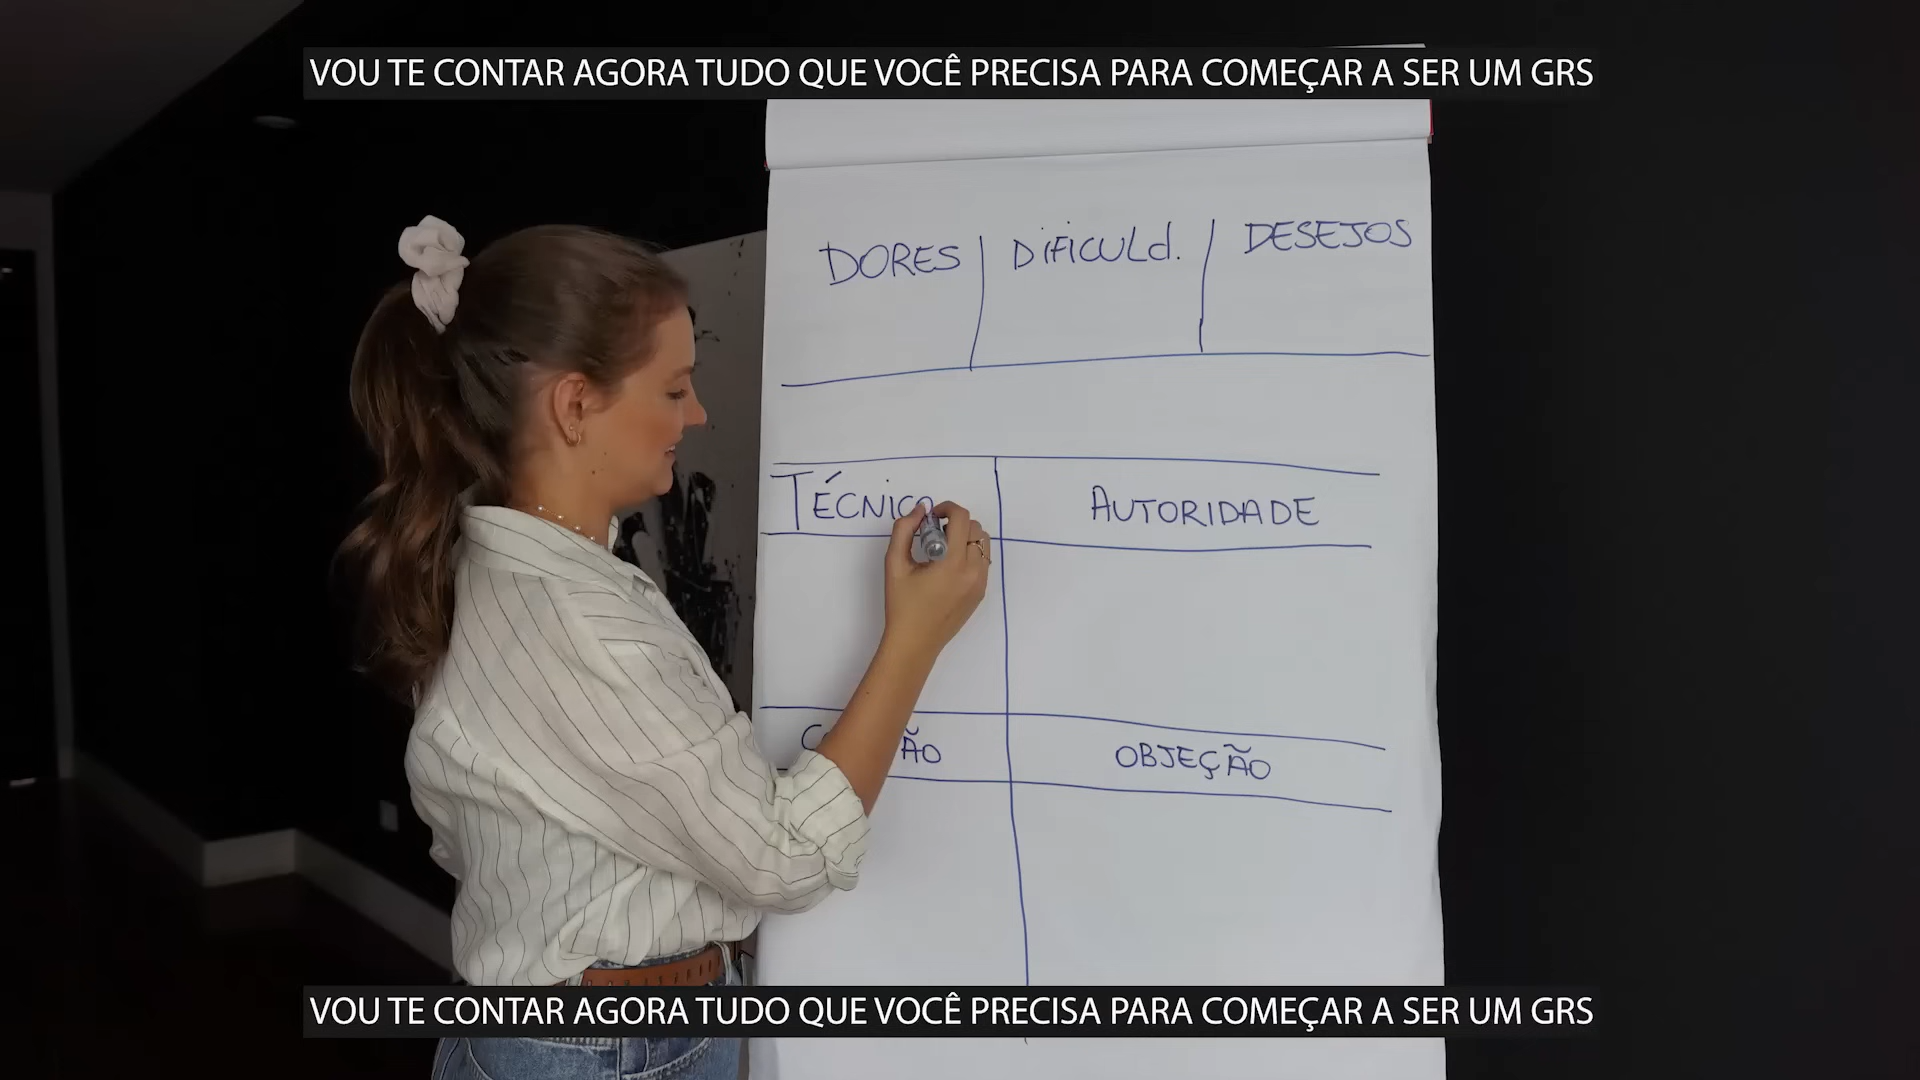 VOU TE CONTAR AGORA TUDO QUE VOCÊ PRECISA PARA COMEÇAR A SER UM GRS
DORES DIFICULD. DESEJOS
AUTORIDADE
OBJEÇÃO
VOU TE CONTAR AGORA TUDO QUE VOCÊ PRECISA PARA COMEÇAR A SER UM GRS